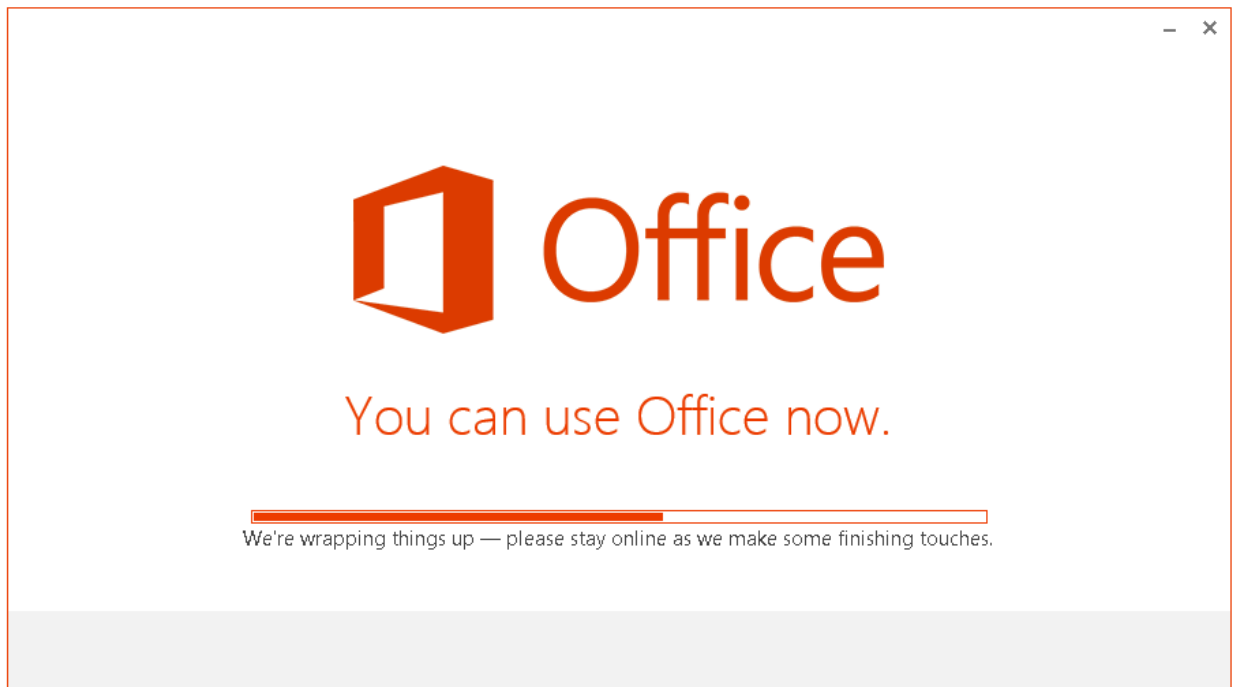 Office
You can use Office now.
We're wrapping things up — please stay online as we make some finishing touches.